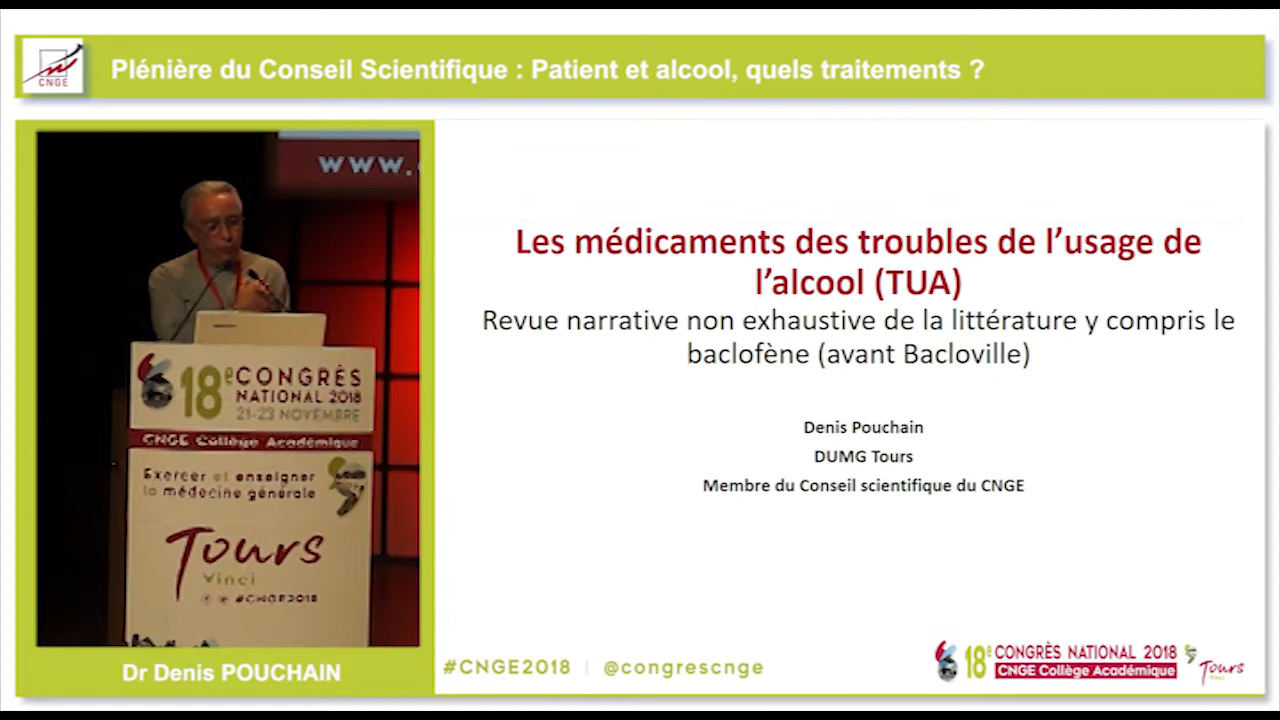 CNGE
Plénière du Conseil Scientifique : Patient et alcool, quels traitements ?
www.
18e CONGRÈS
NATIONAL 2018
21-23 NOVEMBRE
CNGE Collège Académique
Exercer et enseigner
la médecine générale
Tours
Vinci
#CNGE2018
Dr Denis POUCHAIN
Les médicaments des troubles de l’usage de
l’alcool (TUA)
Revue narrative non exhaustive de la littérature y compris le
baclofène (avant Bacloville)
Denis Pouchain
DUMG Tours
Membre du Conseil scientifique du CNGE
#CNGE2018 | @congrescnge
18e CONGRÈS NATIONAL 2018
CNGE Collège Académique
Tours